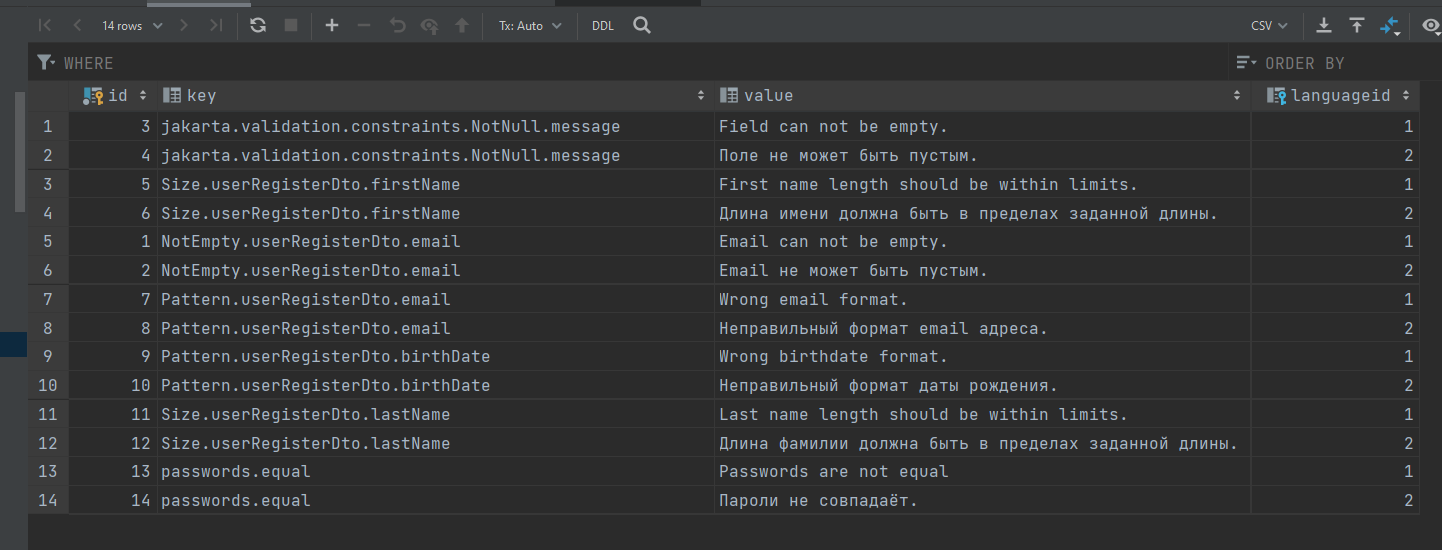 14 rows Tx: Auto DDL CSV
WHERE ORDER BY
id key value languageid
1 3 jakarta.validation.constraints.NotNull.message Field can not be empty. 1
2 4 jakarta.validation.constraints.NotNull.message Поле не может быть пустым. 2
3 5 Size.userRegisterDto.firstName First name length should be within limits. 1
4 6 Size.userRegisterDto.firstName Длина имени должна быть в пределах заданной длины. 2
5 1 NotEmpty.userRegisterDto.email Email can not be empty. 1
6 2 NotEmpty.userRegisterDto.email Email не может быть пустым. 2
7 7 Pattern.userRegisterDto.email Wrong email format. 1
8 8 Pattern.userRegisterDto.email Неправильный формат email адреса. 2
9 9 Pattern.userRegisterDto.birthDate Wrong birthdate format. 1
10 10 Pattern.userRegisterDto.birthDate Неправильный формат даты рождения. 2
11 11 Size.userRegisterDto.lastName Last name length should be within limits. 1
12 12 Size.userRegisterDto.lastName Длина фамилии должна быть в пределах заданной длины. 2
13 13 passwords.equal Passwords are not equal 1
14 14 passwords.equal Пароли не совпадаёт. 2